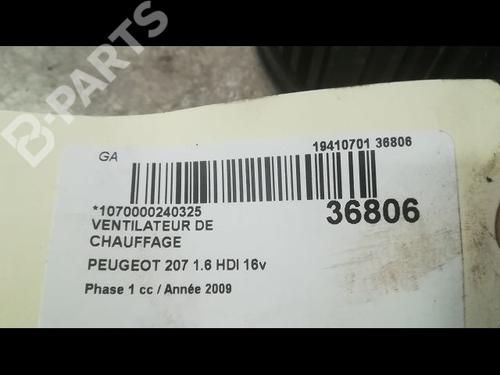 B-PARTS
GA
19410701 36806
*1070000240325
36806
VENTILATEUR DE
CHAUFFAGE
PEUGEOT 207 1.6 HDI 16v
Phase 1 cc / Année 2009